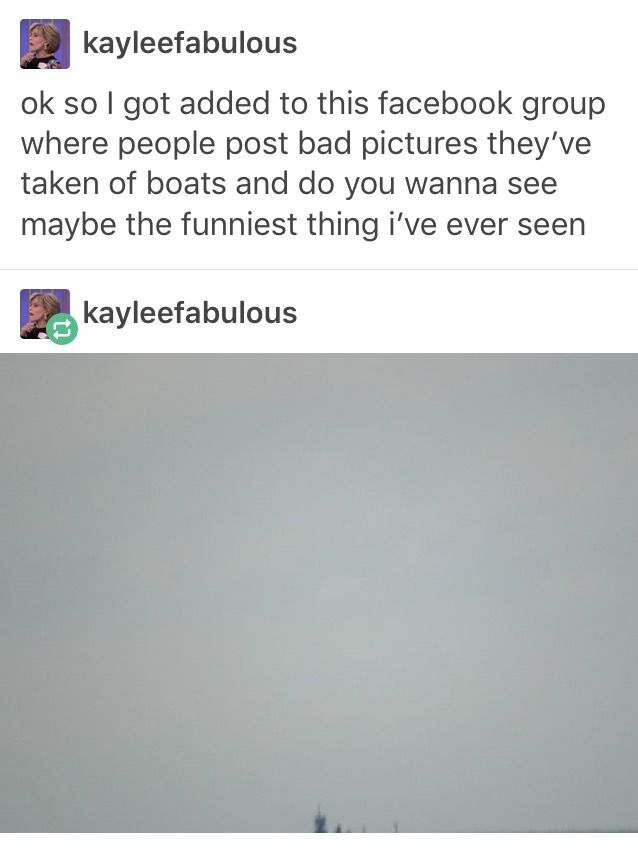 kayleefabulous
ok so I got added to this facebook group
where people post bad pictures they've
taken of boats and do you wanna see
maybe the funniest thing i've ever seen
kayleefabulous